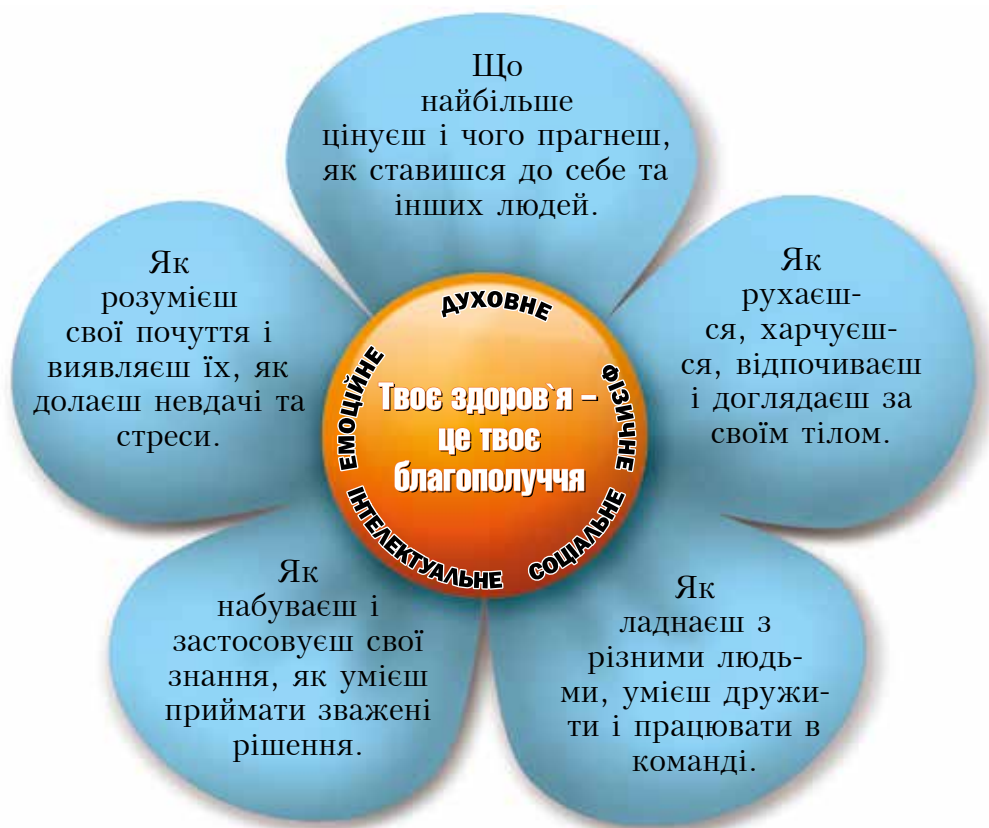 Що
найбільше
цінуєш і чого прагнеш,
як ставишся до себе та
інших людей.
Як
розумієш
свої почуття і
виявляєш їх, як
долаєш невдачі та
стреси.
Як
рухаєш-
ся, харчуєш-
ся, відпочиваєш
і доглядаєш за
своїм тілом.
ДУХОВНЕ
ЕМОЦІЙНЕ
ФІЗИЧНЕ
Твоє здоров`я –
це твоє
благополуччя
ІНТЕЛЕКТУАЛЬНЕ
СОЦІАЛЬНЕ
Як
набуваєш і
застосовуєш свої
знання, як умієш
приймати зважені
рішення.
Як
ладнаєш з
різними людь-
ми, умієш дружи-
ти і працювати в
команді.